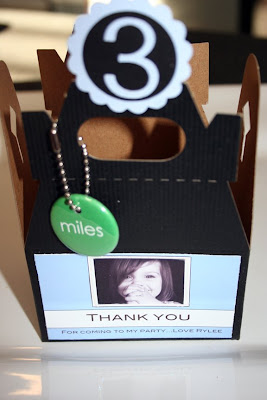 3
miles
THANK YOU
FOR COMING TO MY PARTY...LOVE RYLEE